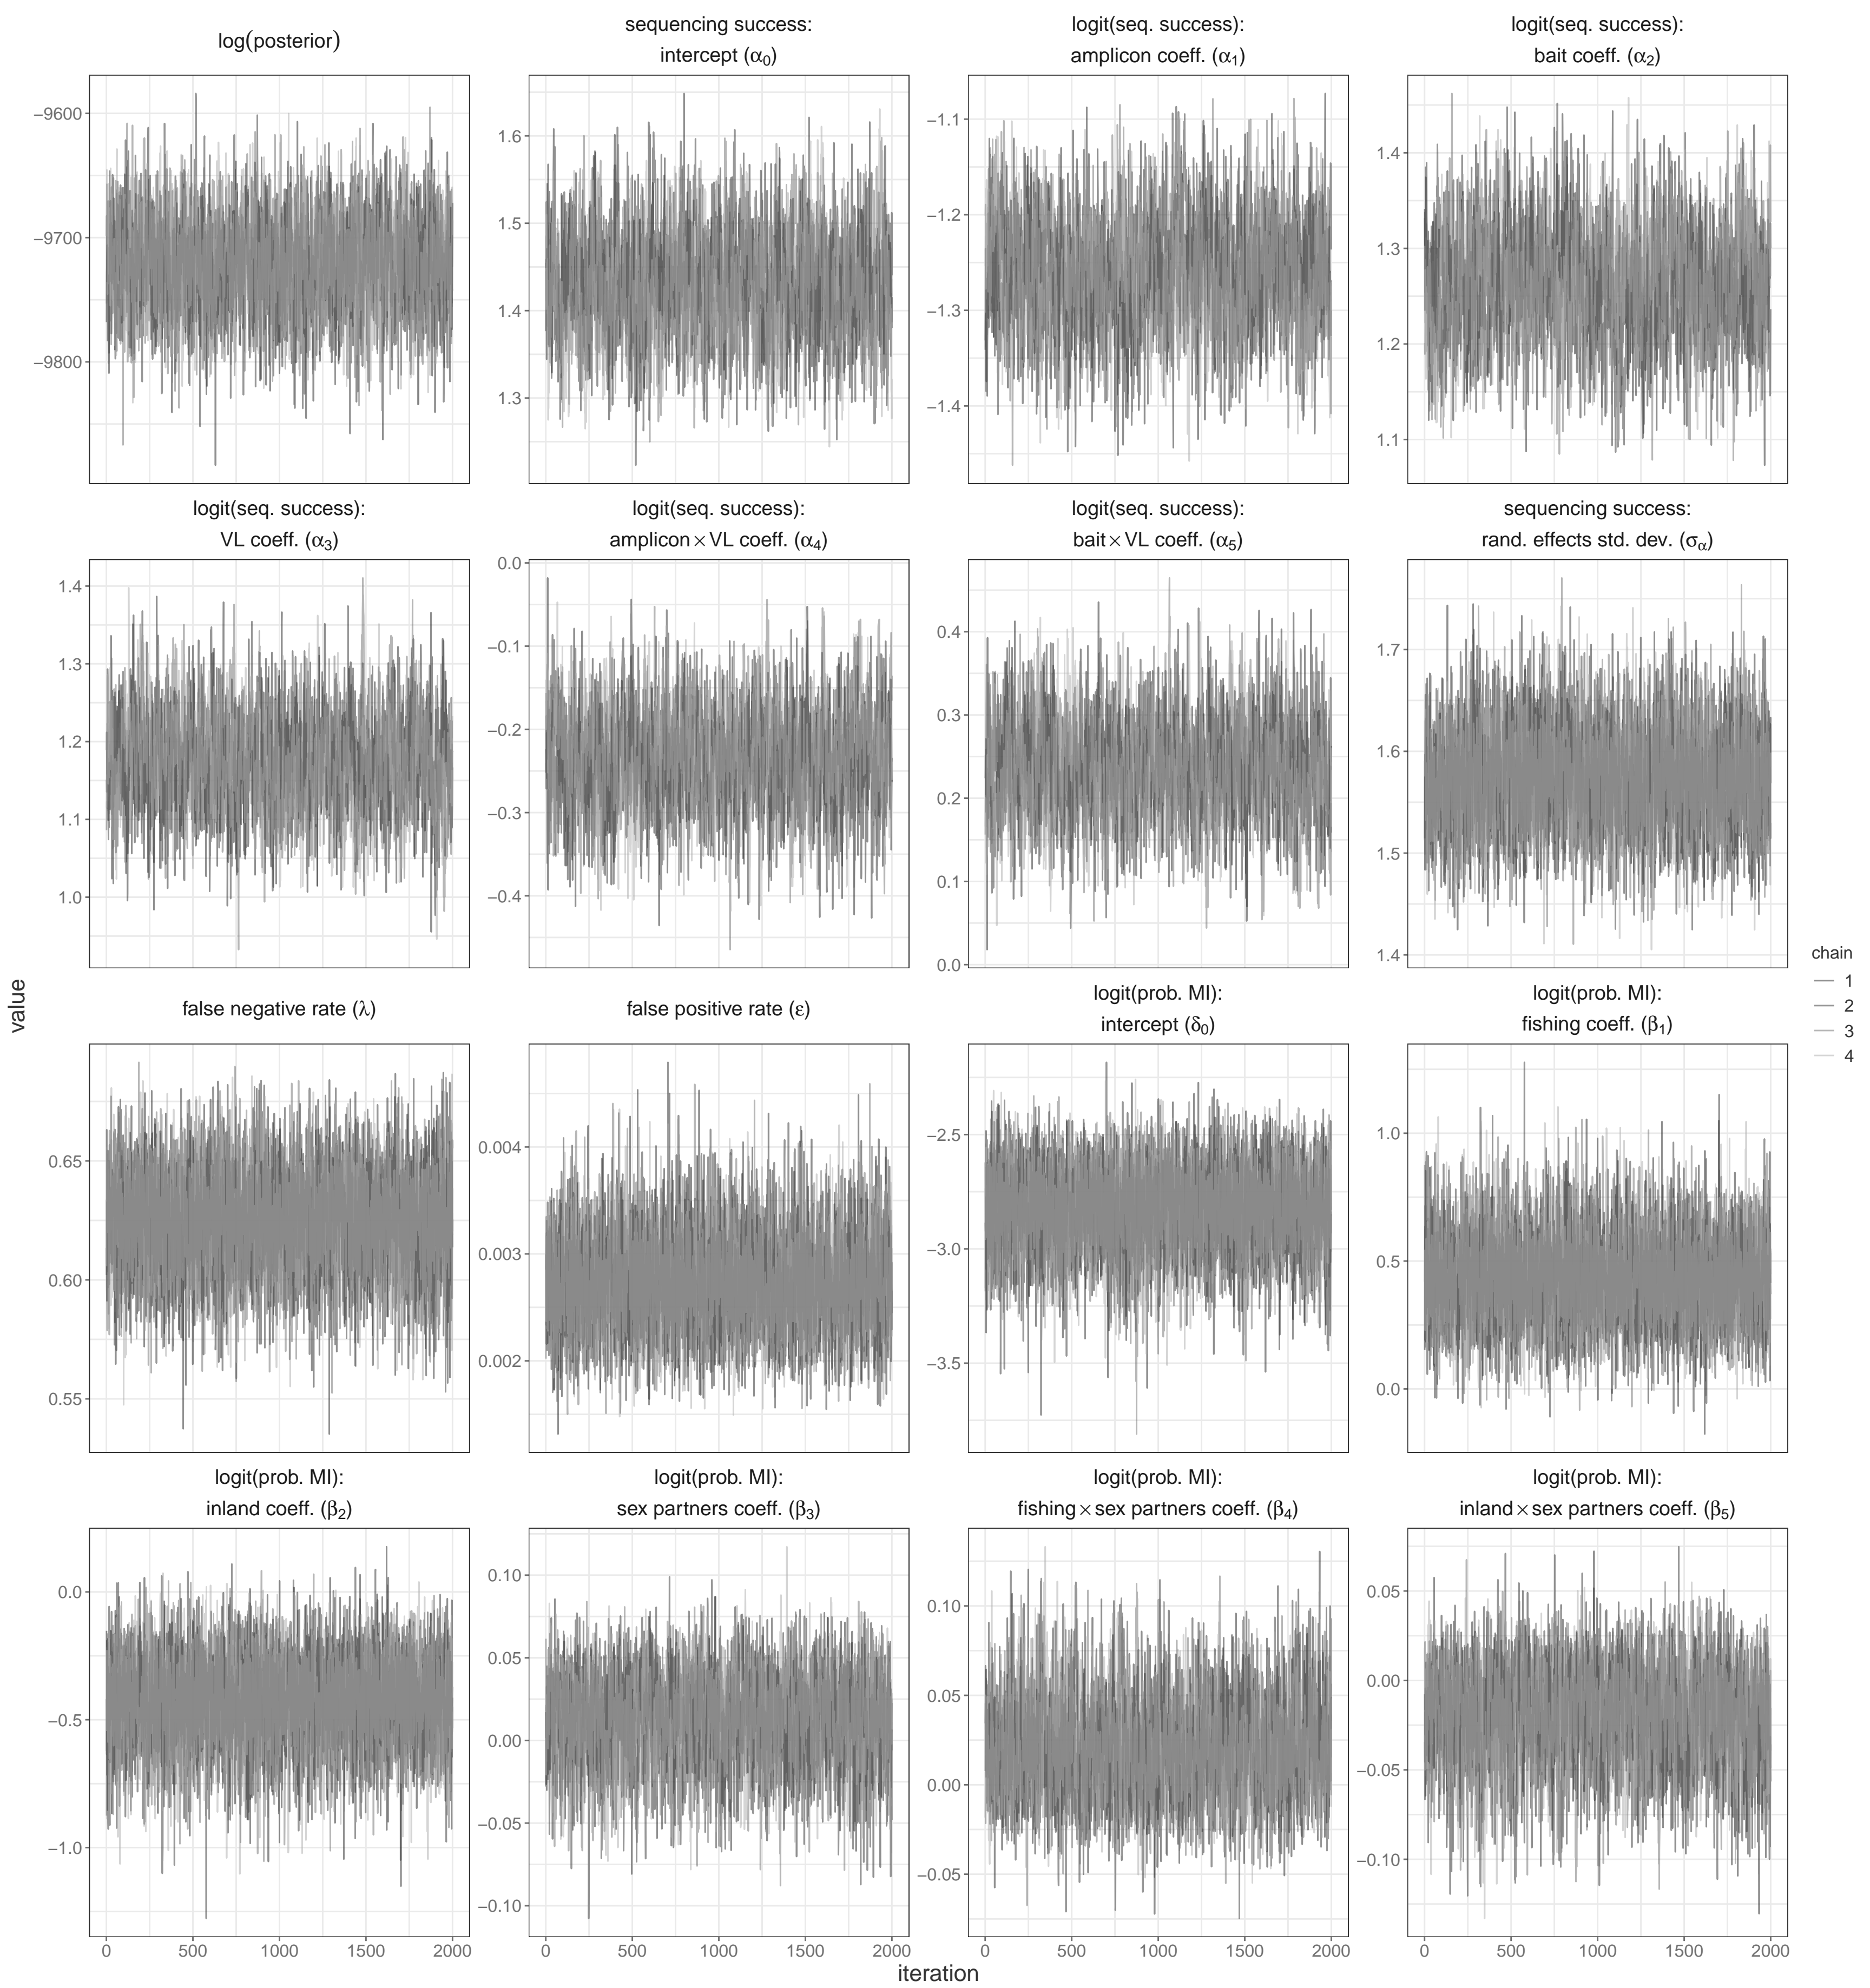 log(posterior)
sequencing success:
intercept (α₀)
logit(seq. success):
amplicon coeff. (α₁)
logit(seq. success):
bait coeff. (α₂)
−9600
−9700
−9800
1.6
1.5
1.4
1.3
−1.1
−1.2
−1.3
−1.4
1.4
1.3
1.2
1.1
logit(seq. success):
VL coeff. (α₃)
logit(seq. success):
amplicon×VL coeff. (α₄)
logit(seq. success):
bait×VL coeff. (α₅)
sequencing success:
rand. effects std. dev. (σα)
1.4
1.3
1.2
1.1
1.0
0.0
−0.1
−0.2
−0.3
−0.4
0.4
0.3
0.2
0.1
0.0
1.7
1.6
1.5
1.4
false negative rate (λ)
false positive rate (ε)
logit(prob. MI):
intercept (δ₀)
logit(prob. MI):
fishing coeff. (β₁)
0.65
0.60
0.55
0.004
0.003
0.002
−2.5
−3.0
−3.5
1.0
0.5
0.0
logit(prob. MI):
inland coeff. (β₂)
logit(prob. MI):
sex partners coeff. (β₃)
logit(prob. MI):
fishing×sex partners coeff. (β₄)
logit(prob. MI):
inland×sex partners coeff. (β₅)
0.0
−0.5
−1.0
0.10
0.05
0.00
−0.05
−0.10
0.10
0.05
0.00
−0.05
0.05
0.00
−0.05
−0.10
0 500 1000 1500 2000
0 500 1000 1500 2000
0 500 1000 1500 2000
0 500 1000 1500 2000
iteration
value
chain
1
2
3
4